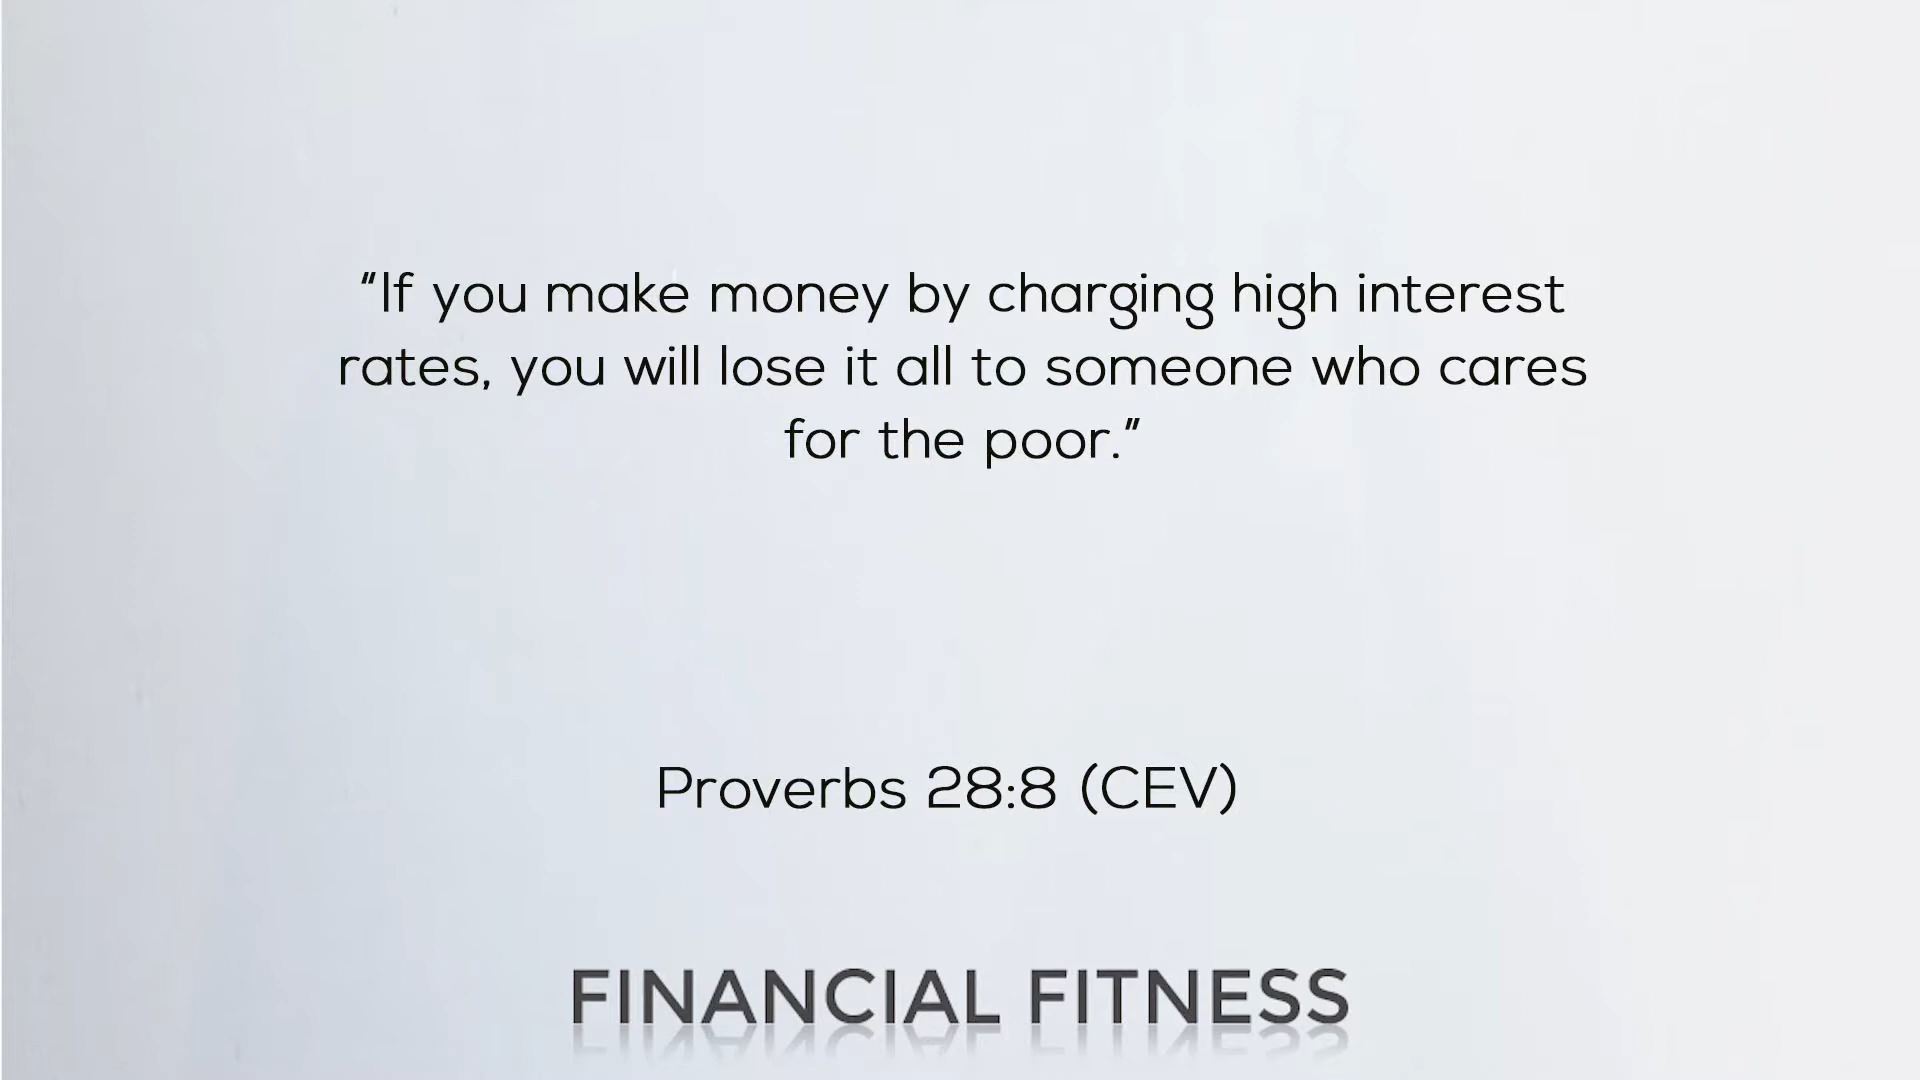 “If you make money by charging high interest
rates, you will lose it all to someone who cares
for the poor.”
Proverbs 28:8 (CEV)
FINANCIAL FITNESS